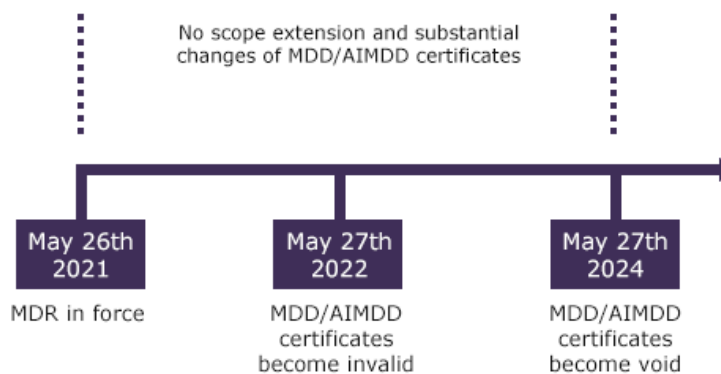 No scope extension and substantial
changes of MDD/AIMDD certificates
May 26th
2021
MDR in force
May 27th
2022
MDD/AIMDD
certificates
become invalid
May 27th
2024
MDD/AIMDD
certificates
become void